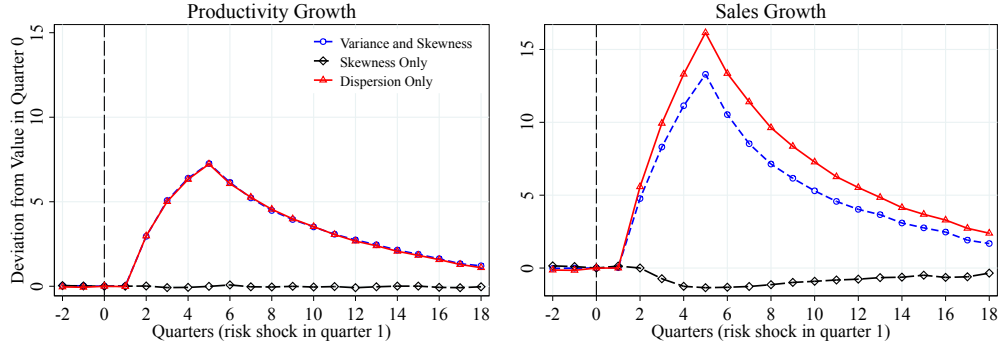 Productivity Growth
Deviation from Value in Quarter 0
15
10
5
0
Variance and Skewness
Skewness Only
Dispersion Only
-2 0 2 4 6 8 10 12 14 16 18
Quarters (risk shock in quarter 1)
Sales Growth
15
10
5
0
-2 0 2 4 6 8 10 12 14 16 18
Quarters (risk shock in quarter 1)